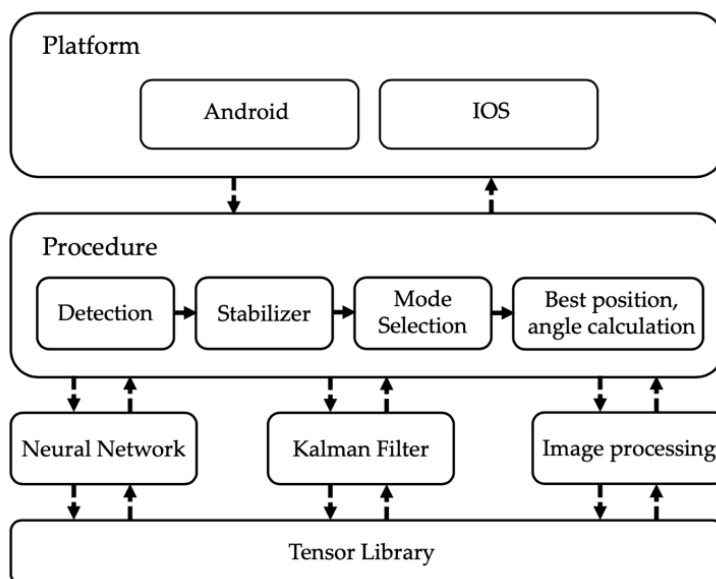 Platform
Android
IOS
Procedure
Detection
Stabilizer
Mode
Selection
Best position,
angle calculation
Neural Network
Kalman Filter
Image processing
Tensor Library